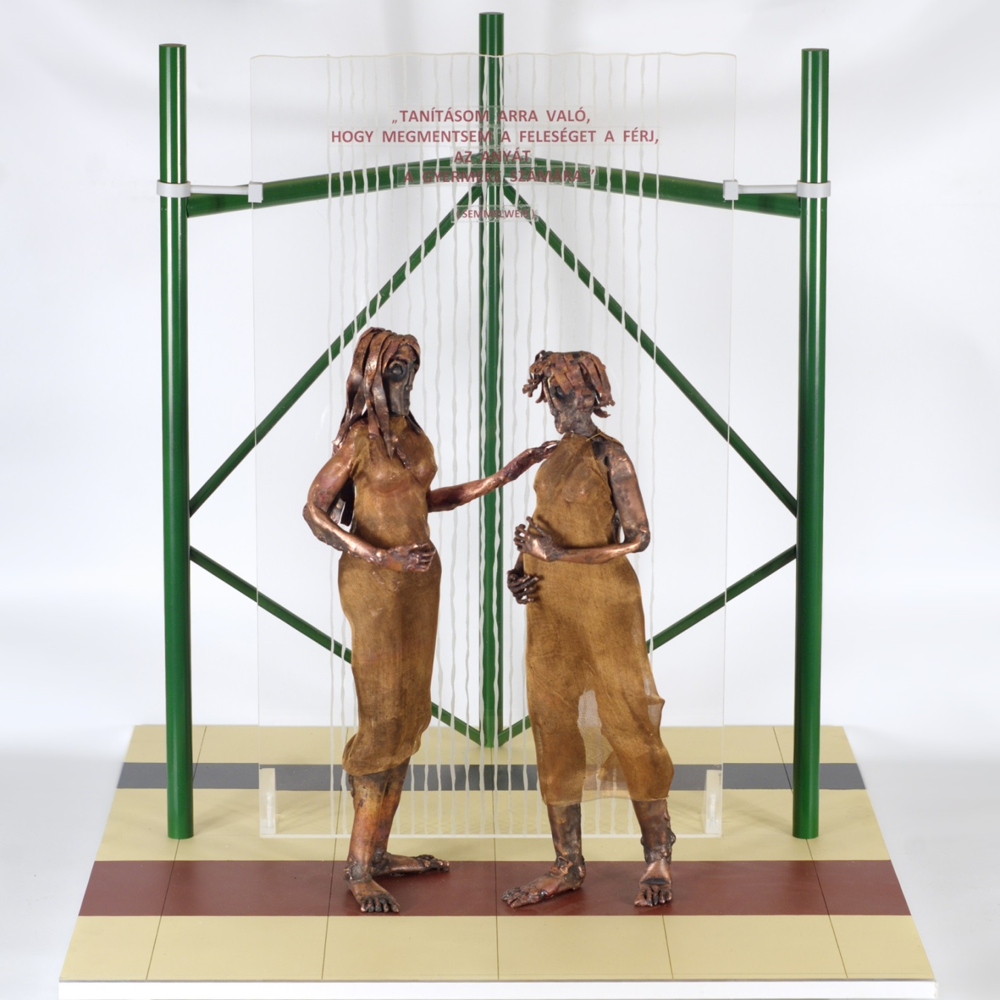 „TANÍTÁSOM ARRA VALÓ,
HOGY MEGMENTSEM A FELESÉGET A FÉRJ,
AZ ANYÁT
A GYERMEKE SZÁMÁRA.”
(SEMMELWEIS)